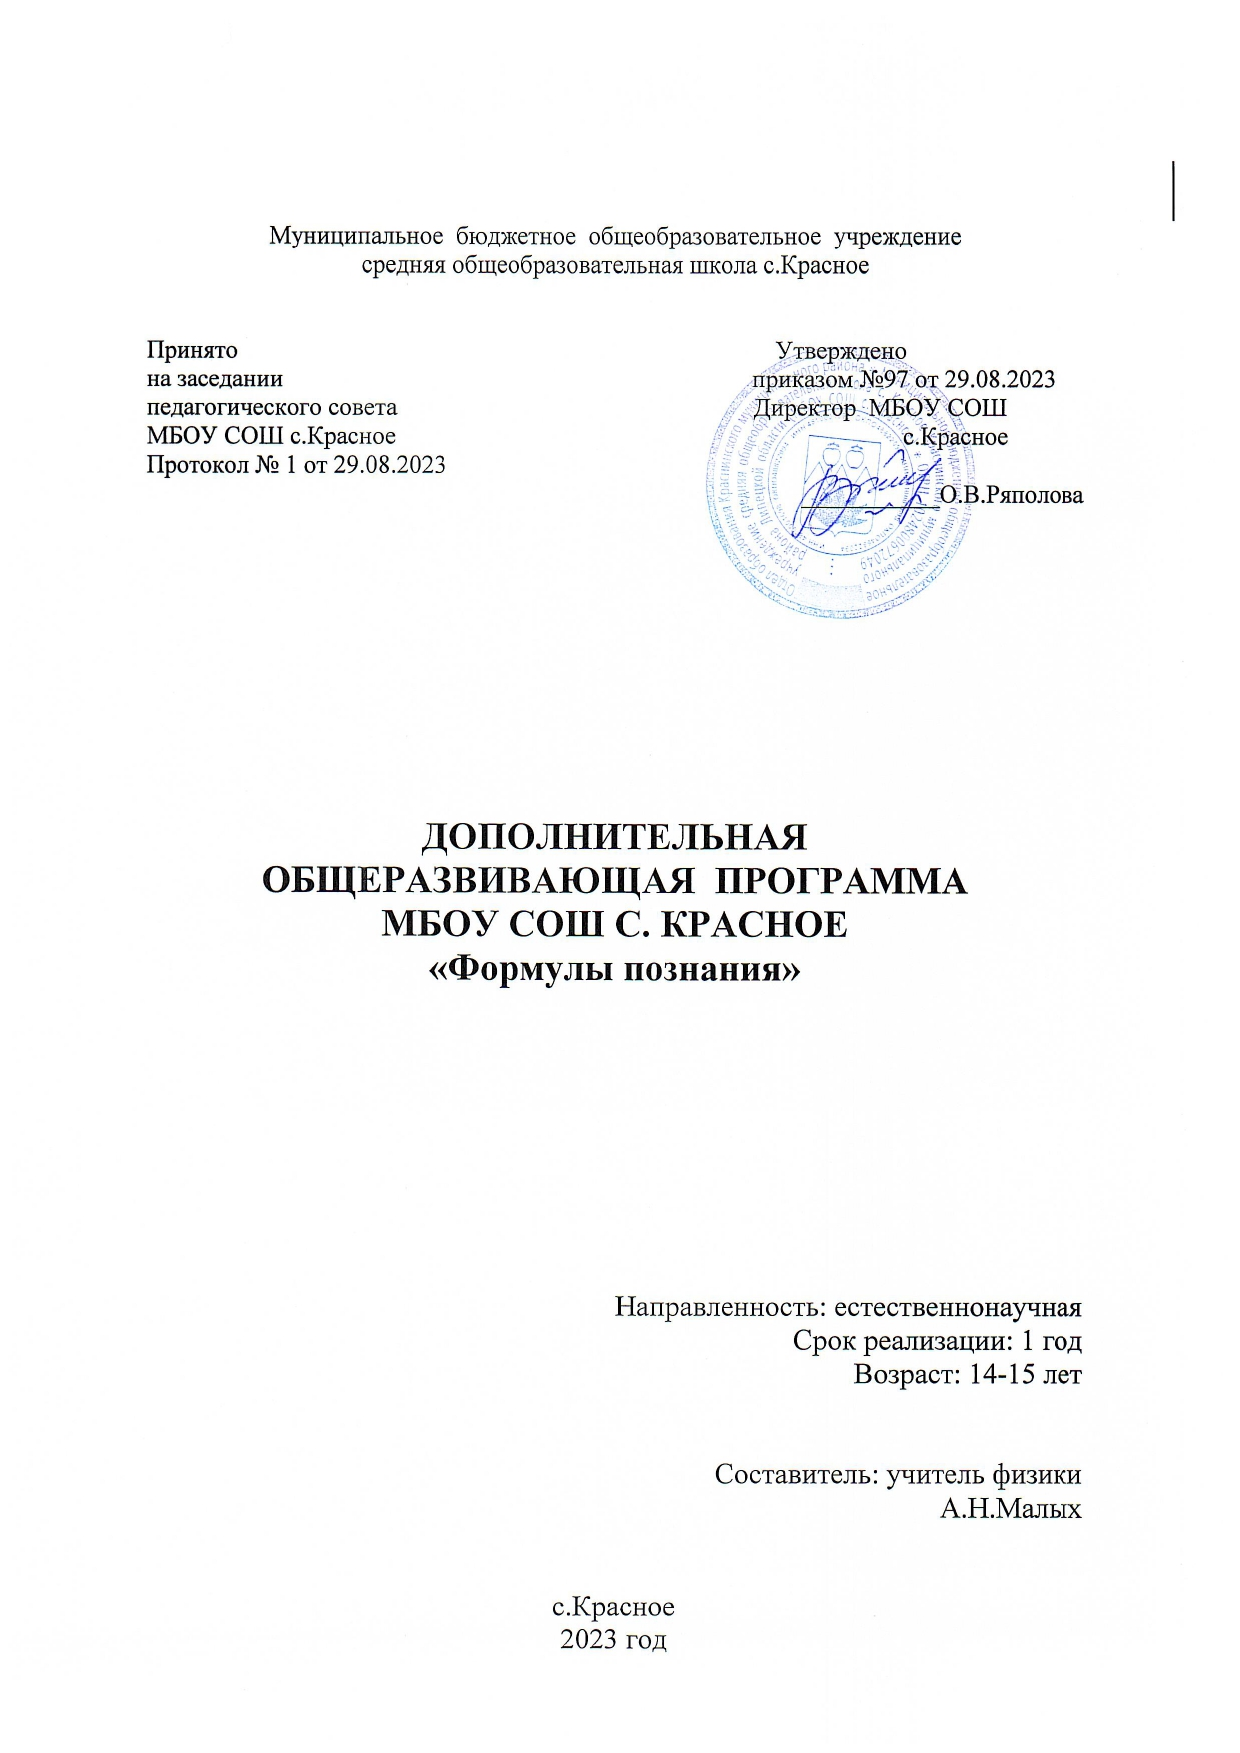 Муниципальное бюджетное общеобразовательное учреждение
средняя общеобразовательная школа с.Красное
Принято
на заседании
педагогического совета
МБОУ СОШ с.Красное
Протокол № 1 от 29.08.2023
Утверждено
приказом №97 от 29.08.2023
Директор МБОУ СОШ
с.Красное
О.В.Ряполова
ДОПОЛНИТЕЛЬНАЯ
ОБЩЕРАЗВИВАЮЩАЯ ПРОГРАММА
МБОУ СОШ С. КРАСНОЕ
«Формулы познания»
Направленность: естественнонаучная
Срок реализации: 1 год
Возраст: 14-15 лет
Составитель: учитель физики
А.Н.Малых
с.Красное
2023 год